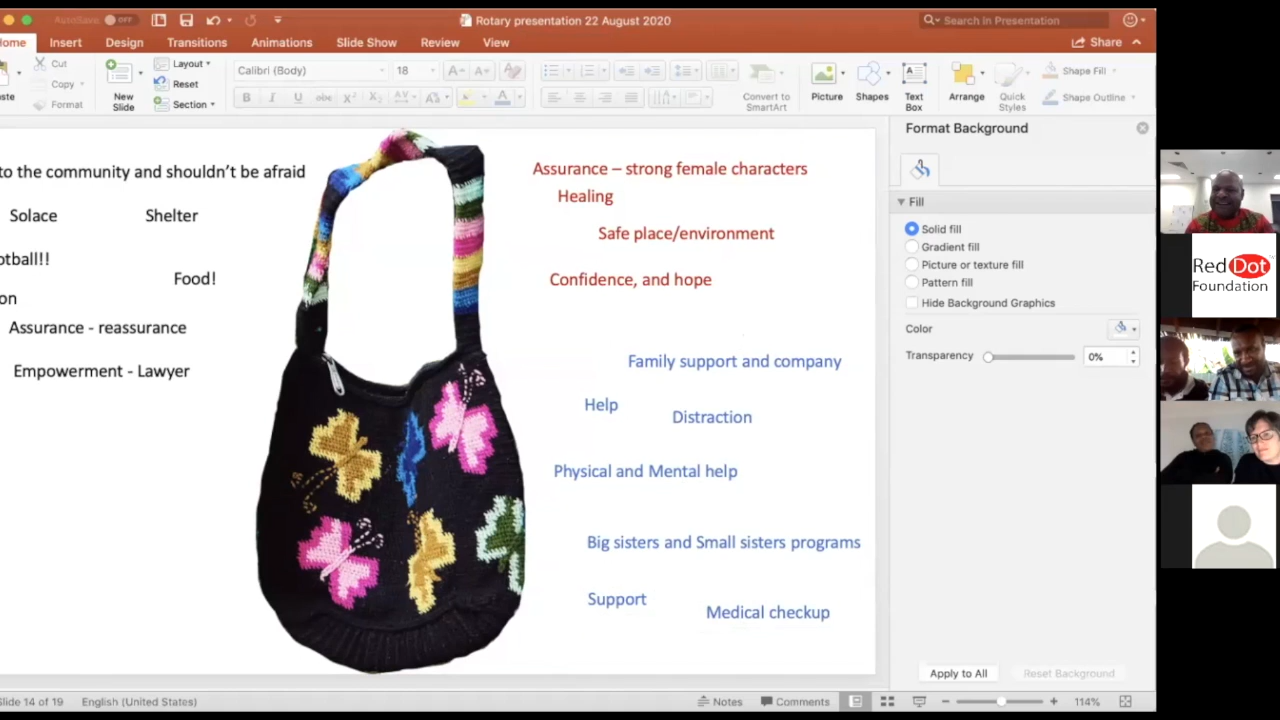 AutoSave OFF
Rotary presentation 22 August 2020
Search in Presentation
Home Insert Design Transitions Animations Slide Show Review View
Share
Cut
Copy
Format
New Slide
Layout
Reset
Section
Calibri (Body) 18
Convert to SmartArt
Picture
Shapes
Text Box
Arrange
Quick Styles
Shape Fill
Shape Outline
to the community and shouldn't be afraid
Solace Shelter
otball!!
Food!
on
Assurance - reassurance
Empowerment - Lawyer
Assurance – strong female characters
Healing
Safe place/environment
Confidence, and hope
Family support and company
Help
Distraction
Physical and Mental help
Big sisters and Small sisters programs
Support
Medical checkup
Format Background
Fill
Solid fill
Gradient fill
Picture or texture fill
Pattern fill
Hide Background Graphics
Color
Transparency 0%
Apply to All Reset Background
Slide 14 of 19 English (United States)
Notes Comments 114%
Red Dot
Foundation